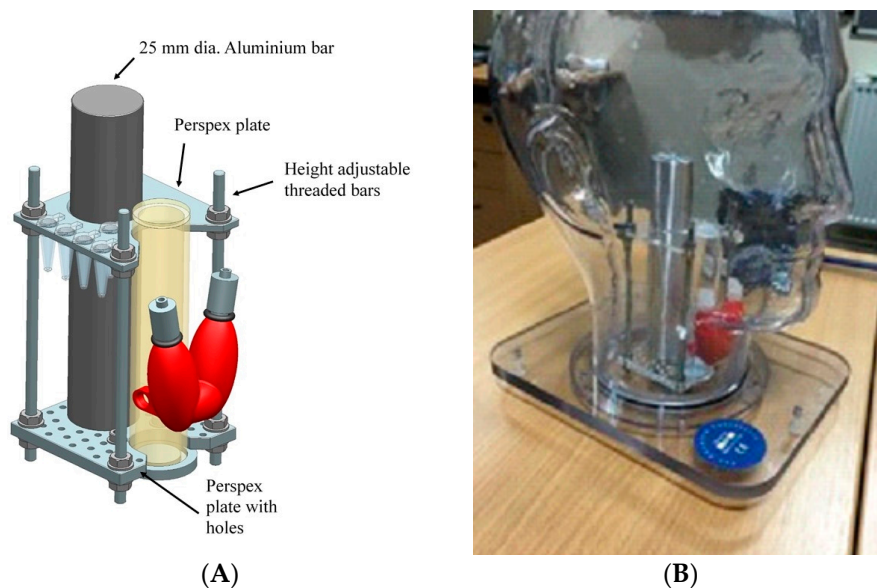 25 mm dia. Aluminium bar
Perspex plate
Height adjustable
threaded bars
Perspex
plate with
holes
(A)
(B)